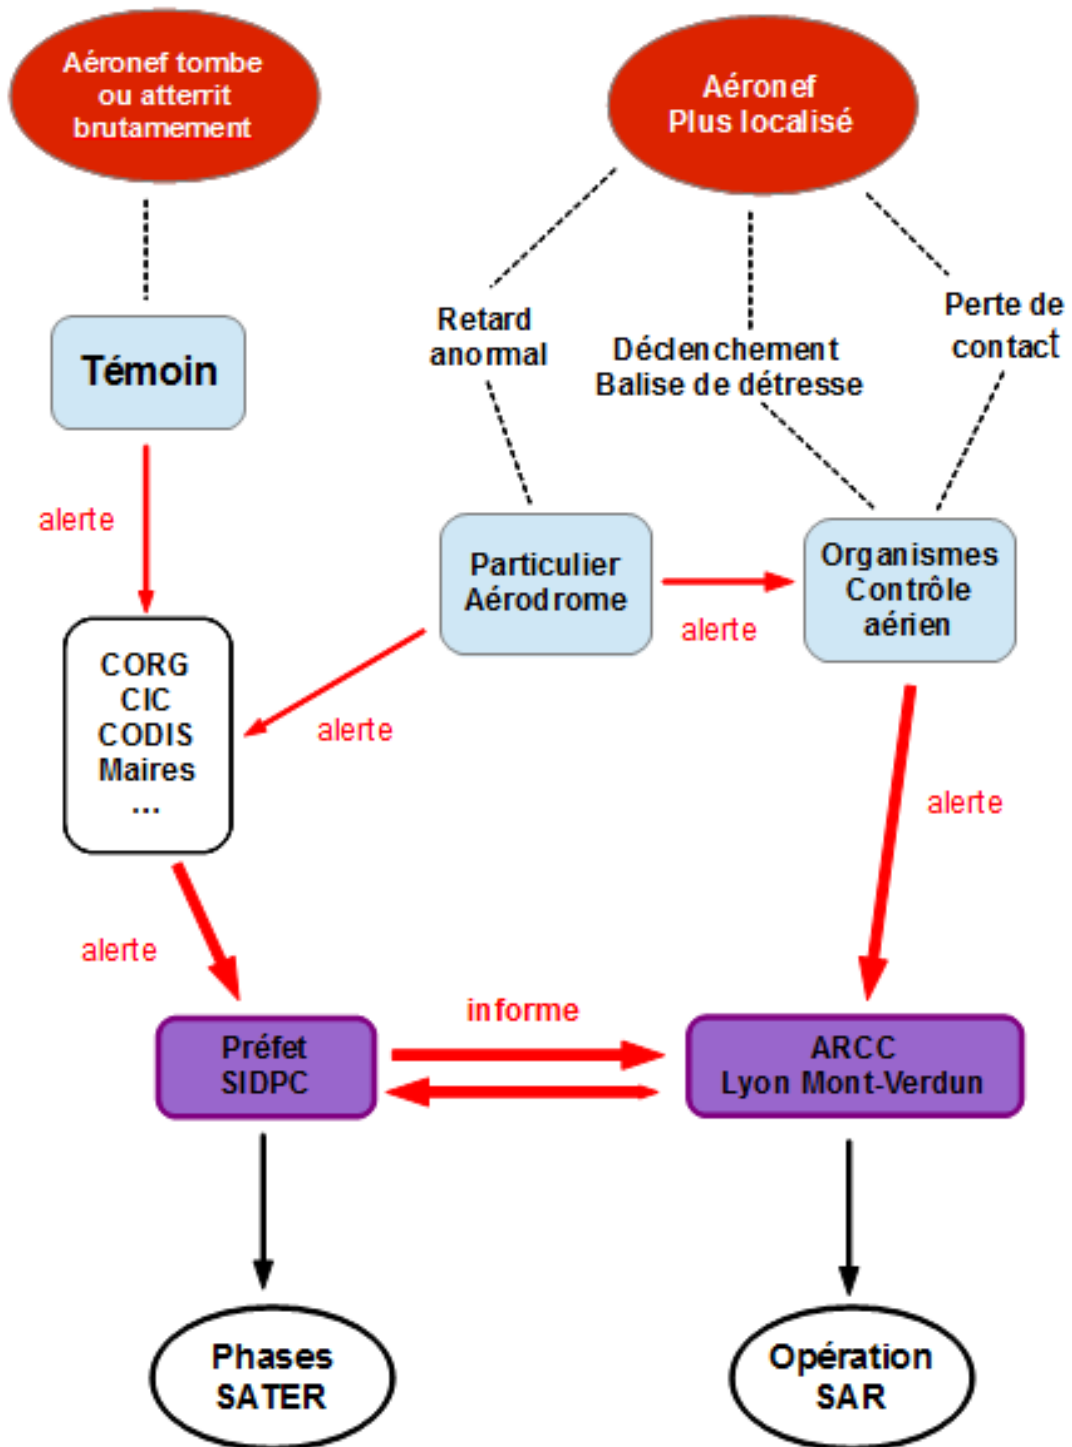 Aéronef tombe
ou atterrit
brutamement
Aéronef
Plus localisé
Retard
anormal
Déclenchement
Balise de détresse
Perte de
contact
Témoin
alerte
Particulier
Aérodrome
alerte
Organismes
Contrôle
aérien
CORG
CIC
CODIS
Maires
...
alerte
alerte
alerte
informe
Préfet
SIDPC
ARCC
Lyon Mont-Verdun
Phases
SATER
Opération
SAR